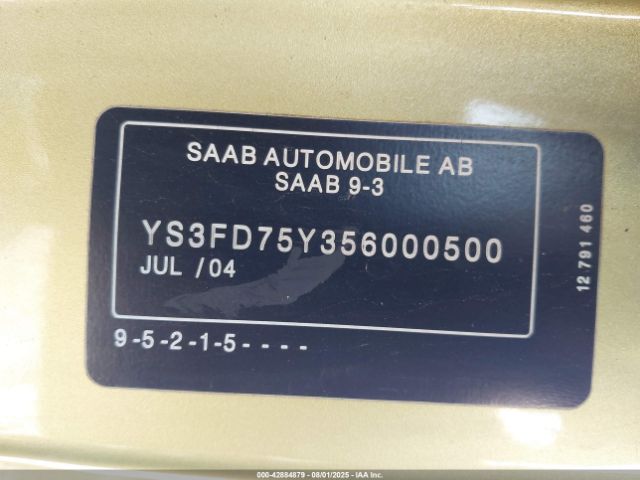 SAAB AUTOMOBILE AB
SAAB 9-3
YS3FD75Y356000500
JUL /04
9-5-2-1-5----
12 791 460
000-42884879 - 08/01/2025 - IAA, Inc.